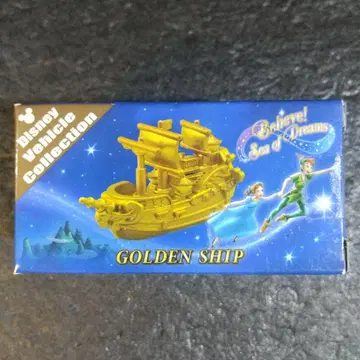 Disney
Vehicle
Collection
Believe!
Sea of Dreams
GOLDEN SHIP